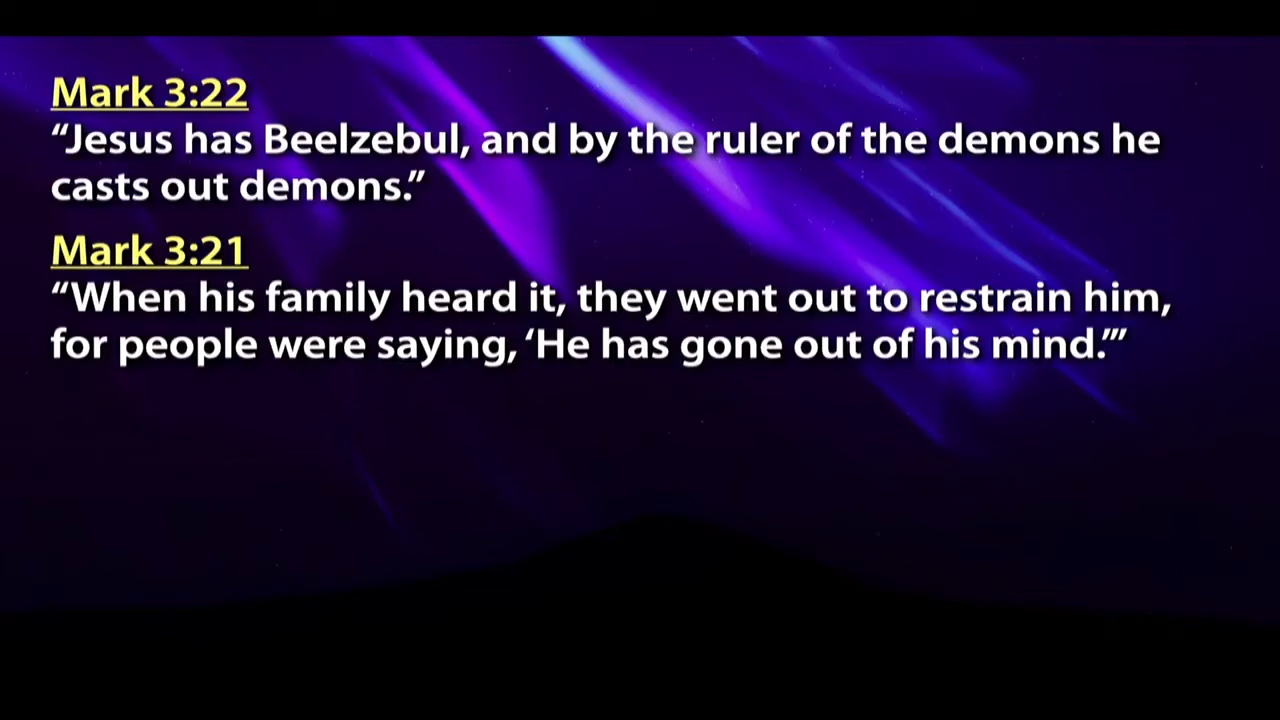 Mark 3:22
“Jesus has Beelzebul, and by the ruler of the demons he
casts out demons.”
Mark 3:21
“When his family heard it, they went out to restrain him,
for people were saying, ‘He has gone out of his mind.’”